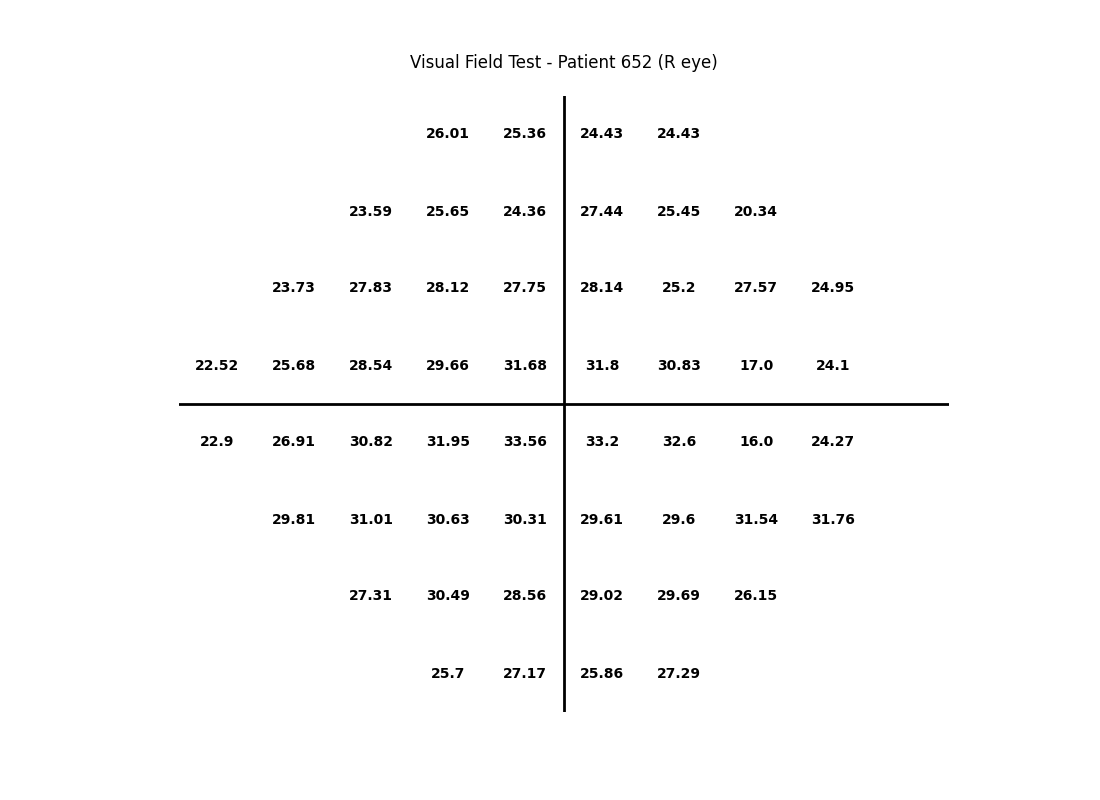 Visual Field Test - Patient 652 (R eye)
26.01 25.36 24.43 24.43
23.59 25.65 24.36 27.44 25.45 20.34
23.73 27.83 28.12 27.75 28.14 25.2 27.57 24.95
22.52 25.68 28.54 29.66 31.68 31.8 30.83 17.0 24.1
22.9 26.91 30.82 31.95 33.56 33.2 32.6 16.0 24.27
29.81 31.01 30.63 30.31 29.61 29.6 31.54 31.76
27.31 30.49 28.56 29.02 29.69 26.15
25.7 27.17 25.86 27.29